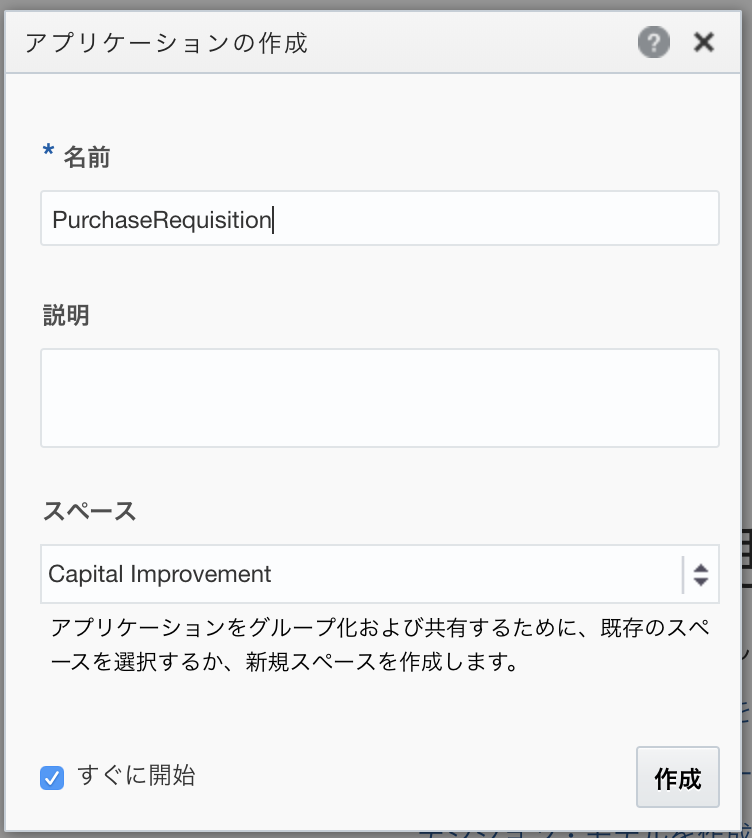 アプリケーションの作成
?
* 名前
PurchaseRequisition
説明
スペース
Capital Improvement
アプリケーションをグループ化および共有するために、既存のスペ
ースを選択するか、新規スペースを作成します。
すぐに開始
作成